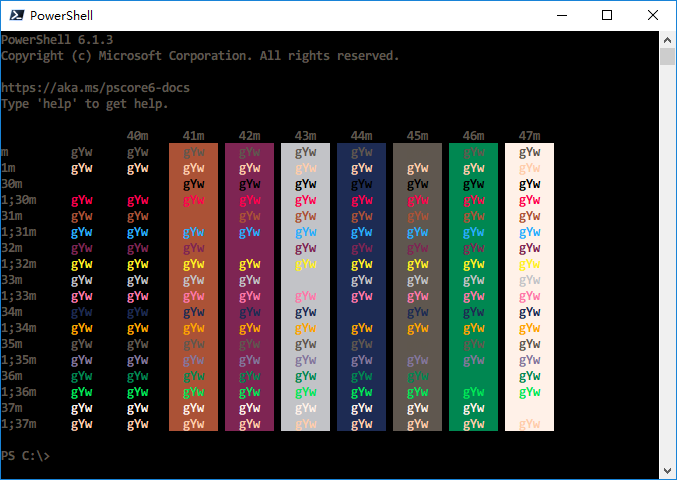 PowerShell
PowerShell 6.1.3
Copyright (c) Microsoft Corporation. All rights reserved.
https://aka.ms/pscore6-docs
Type 'help' to get help.
40m 41m 42m 43m 44m 45m 46m 47m
m gYw gYw gYw gYw gYw gYw gYw gYw
1m gYw gYw gYw gYw gYw gYw gYw gYw gYw
30m gYw gYw gYw gYw gYw gYw gYw
1;30m gYw gYw gYw gYw gYw gYw gYw gYw gYw
31m gYw gYw gYw gYw gYw gYw gYw gYw
1;31m gYw gYw gYw gYw gYw gYw gYw gYw gYw
32m gYw gYw gYw gYw gYw gYw gYw gYw
1;32m gYw gYw gYw gYw gYw gYw gYw gYw gYw
33m gYw gYw gYw gYw gYw gYw gYw gYw
1;33m gYw gYw gYw gYw gYw gYw gYw gYw gYw
34m gYw gYw gYw gYw gYw gYw gYw gYw
1;34m gYw gYw gYw gYw gYw gYw gYw gYw gYw
35m gYw gYw gYw gYw gYw gYw gYw gYw
1;35m gYw gYw gYw gYw gYw gYw gYw gYw gYw
36m gYw gYw gYw gYw gYw gYw gYw gYw
1;36m gYw gYw gYw gYw gYw gYw gYw gYw gYw
37m gYw gYw gYw gYw gYw gYw gYw gYw
1;37m gYw gYw gYw gYw gYw gYw gYw gYw gYw
PS C:\>